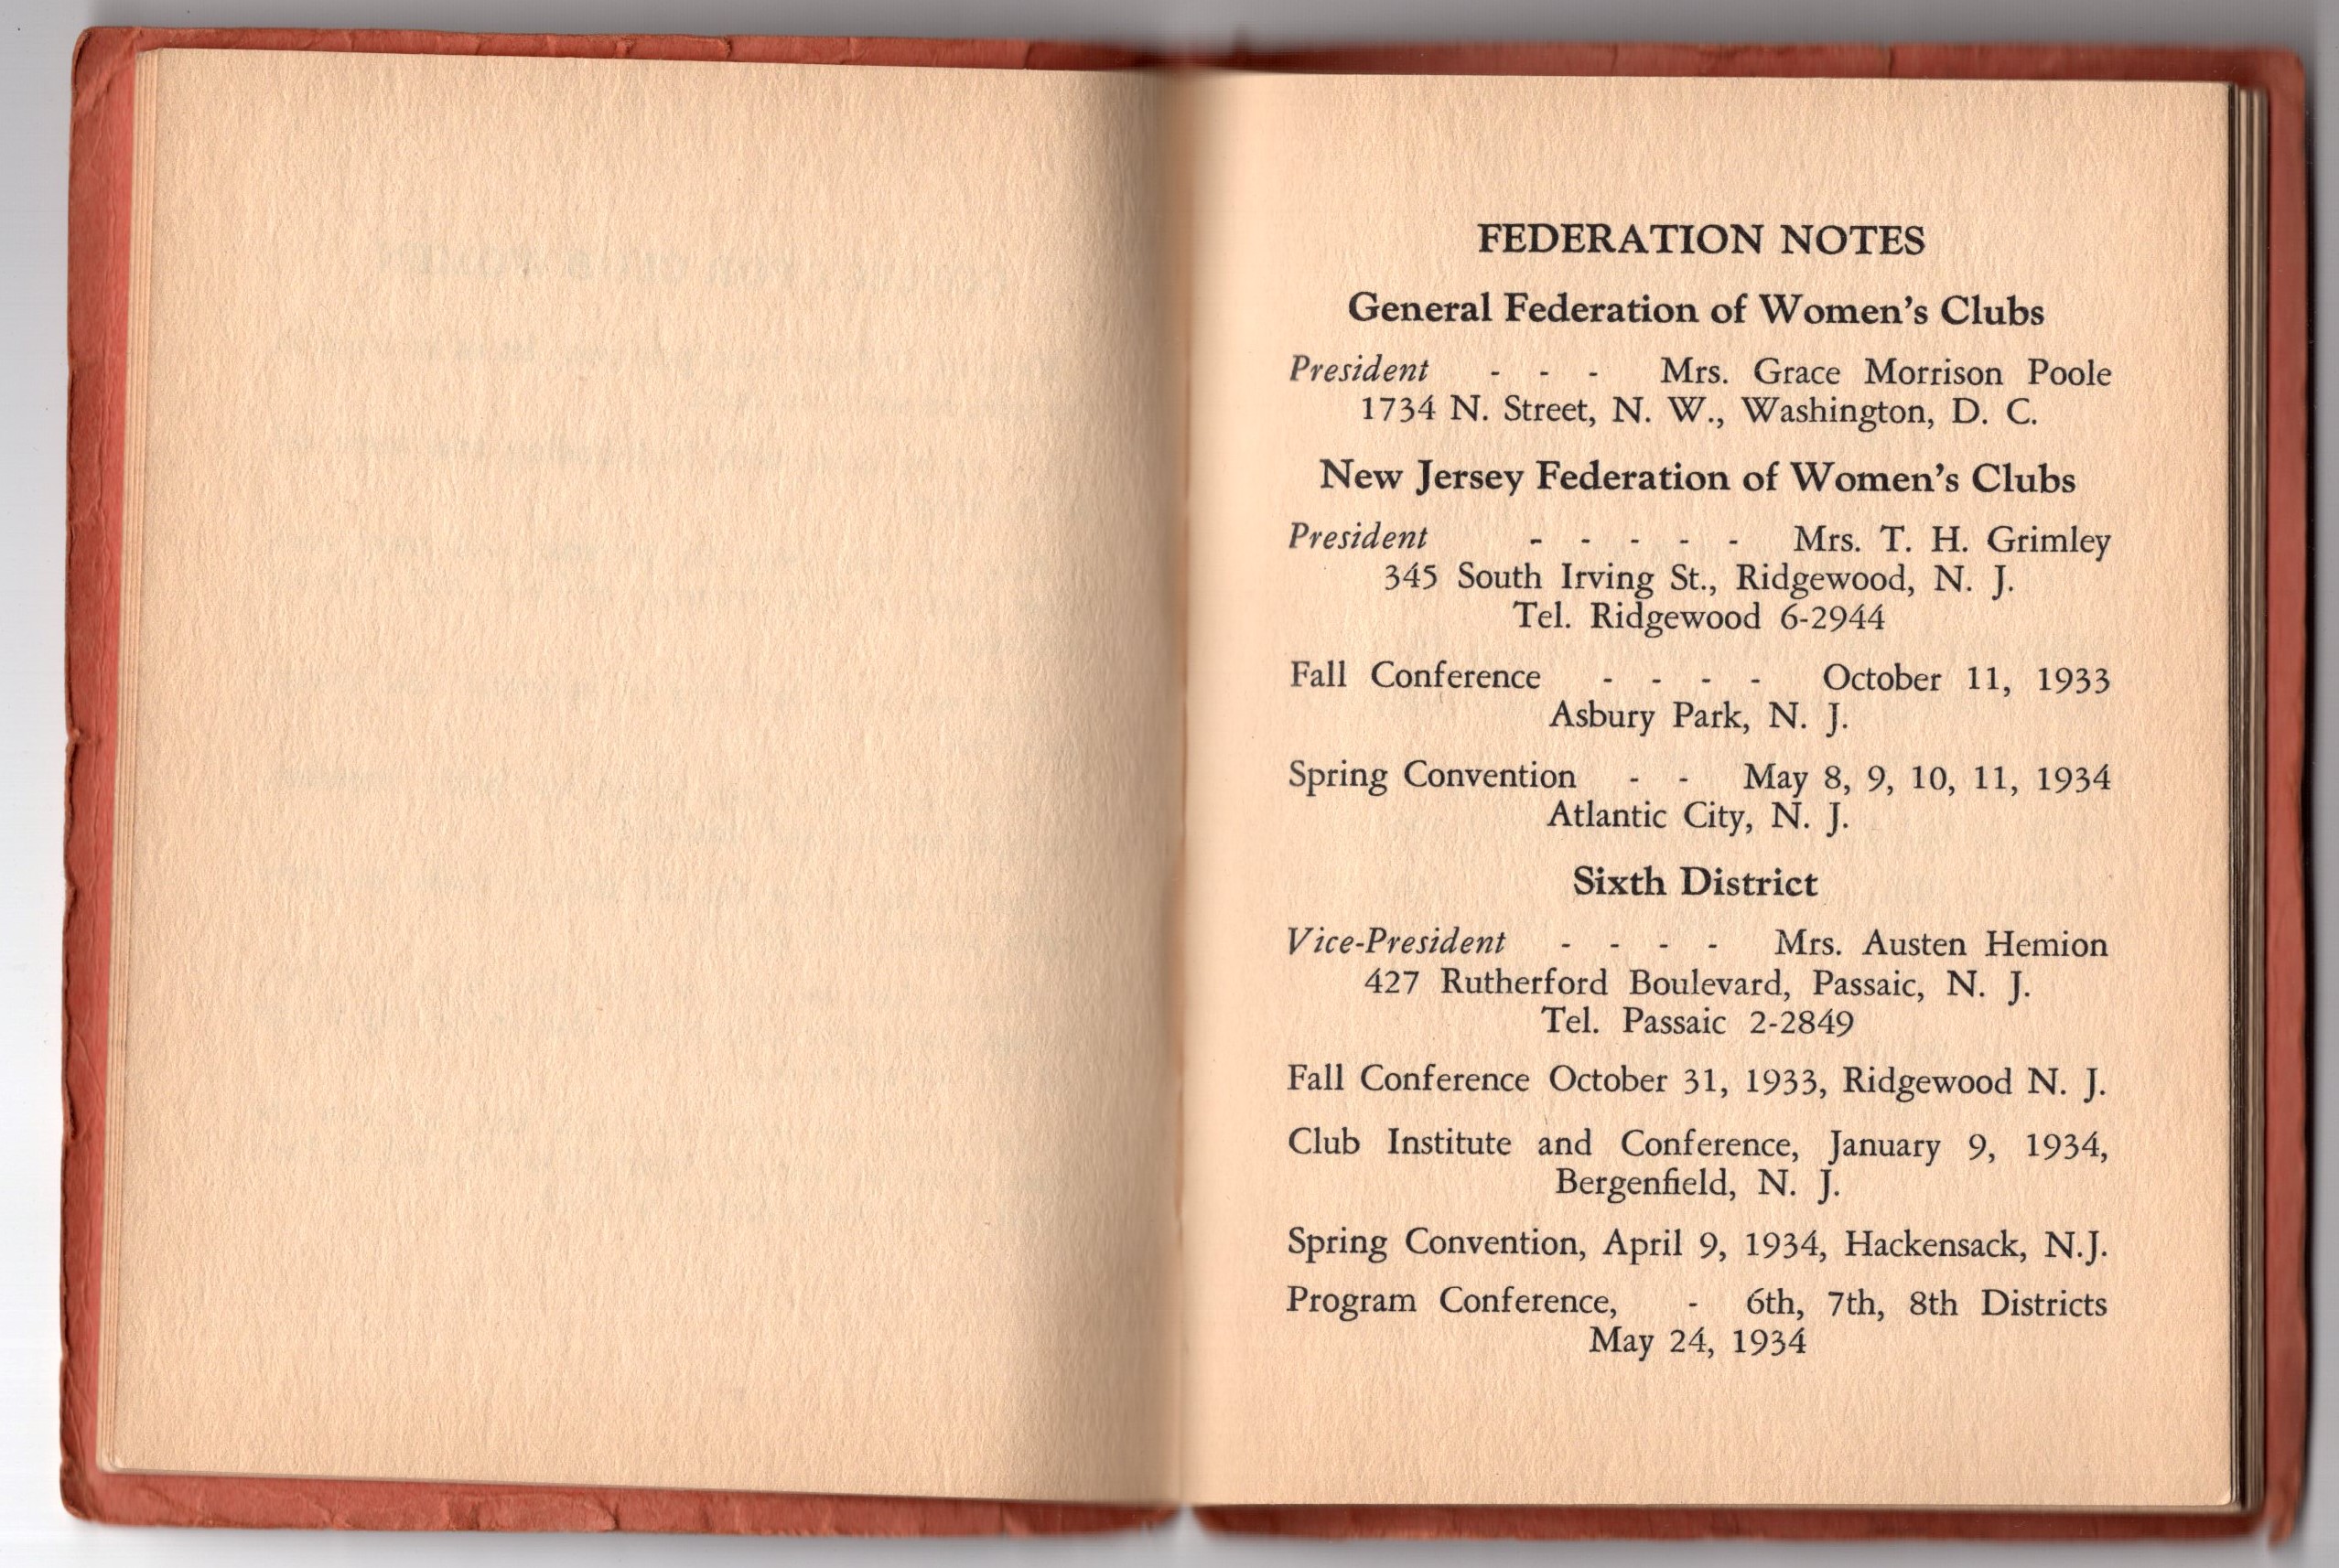 FEDERATION NOTES
General Federation of Women's Clubs
President - - - Mrs. Grace Morrison Poole
1734 N. Street, N. W., Washington, D. C.
New Jersey Federation of Women's Clubs
President - - - - - Mrs. T. H. Grimley
345 South Irving St., Ridgewood, N. J.
Tel. Ridgewood 6-2944
Fall Conference - - - - October 11, 1933
Asbury Park, N. J.
Spring Convention - - May 8, 9, 10, 11, 1934
Atlantic City, N. J.
Sixth District
Vice-President - - - - Mrs. Austen Hemion
427 Rutherford Boulevard, Passaic, N. J.
Tel. Passaic 2-2849
Fall Conference October 31, 1933, Ridgewood N. J.
Club Institute and Conference, January 9, 1934,
Bergenfield, N. J.
Spring Convention, April 9, 1934, Hackensack, N.J.
Program Conference, - 6th, 7th, 8th Districts
May 24, 1934